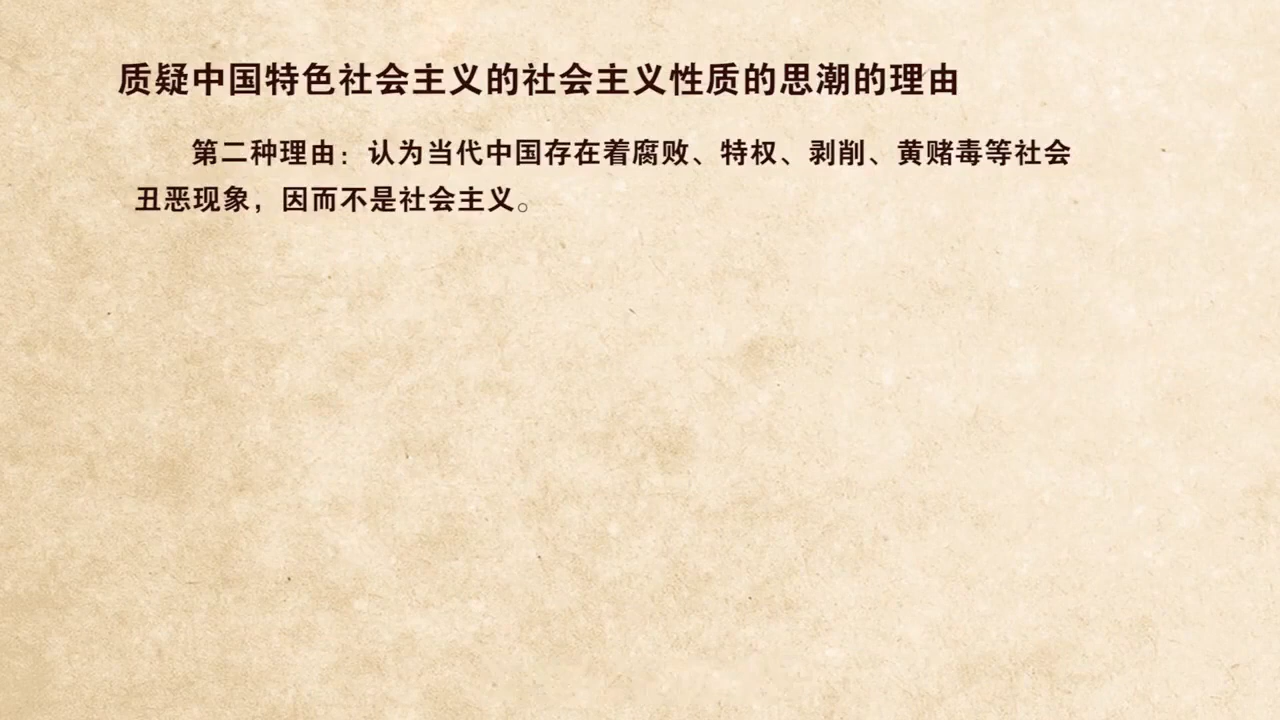 质疑中国特色社会主义的社会主义性质的思潮的理由
第二种理由：认为当代中国存在着腐败、特权、剥削、黄赌毒等社会
丑恶现象，因而不是社会主义。